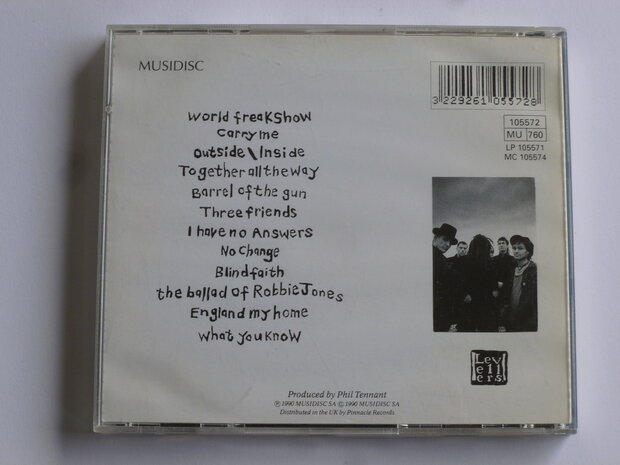 MUSIDISC
World freakShow
Carry me
Outside\Inside
Together all the way
Barrel of the gun
Three friends
I have no Answers
No Change
Blind faith
the ballad of Robbie Jones
England my home
What you Know
3 229261 055728
105572
MU 760
LP 105571
MC 105574
Lev
ell
ers
Produced by Phil Tennant
℗ 1990 MUSIDISC SA © 1990 MUSIDISC SA
Distributed in the UK by Pinnacle Records